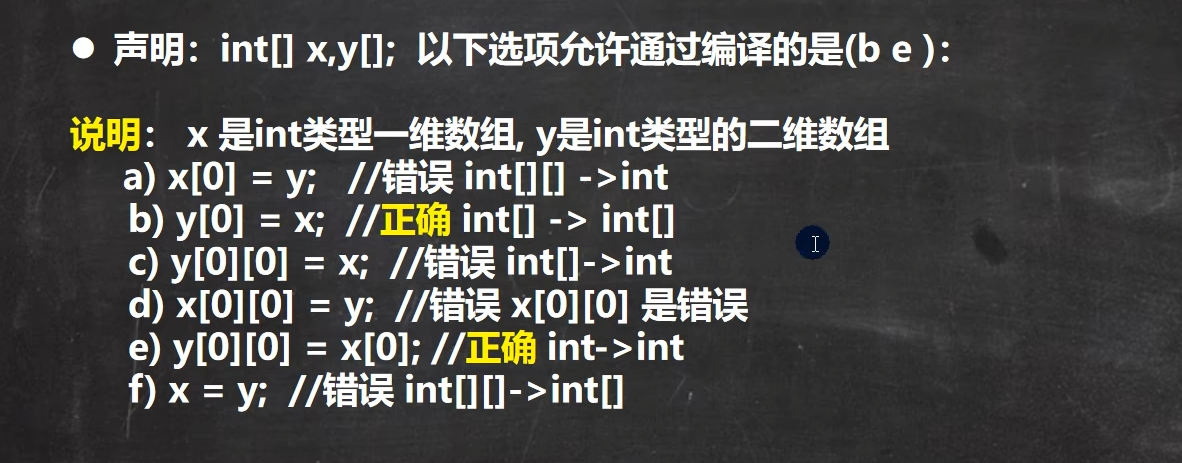 ● 声明：int[] x,y[]; 以下选项允许通过编译的是(b e )：
说明： x 是int类型一维数组, y是int类型的二维数组
a) x[0] = y; //错误 int[][] ->int
b) y[0] = x; //正确 int[] -> int[]
c) y[0][0] = x; //错误 int[]->int
d) x[0][0] = y; //错误 x[0][0] 是错误
e) y[0][0] = x[0]; //正确 int->int
f) x = y; //错误 int[][]->int[]